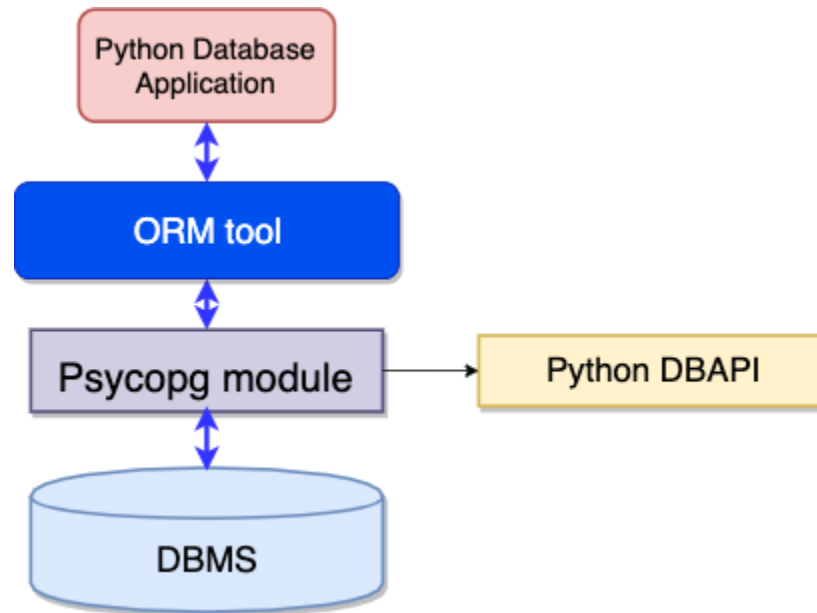 Python Database
Application
ORM tool
Psycopg module
Python DBAPI
DBMS